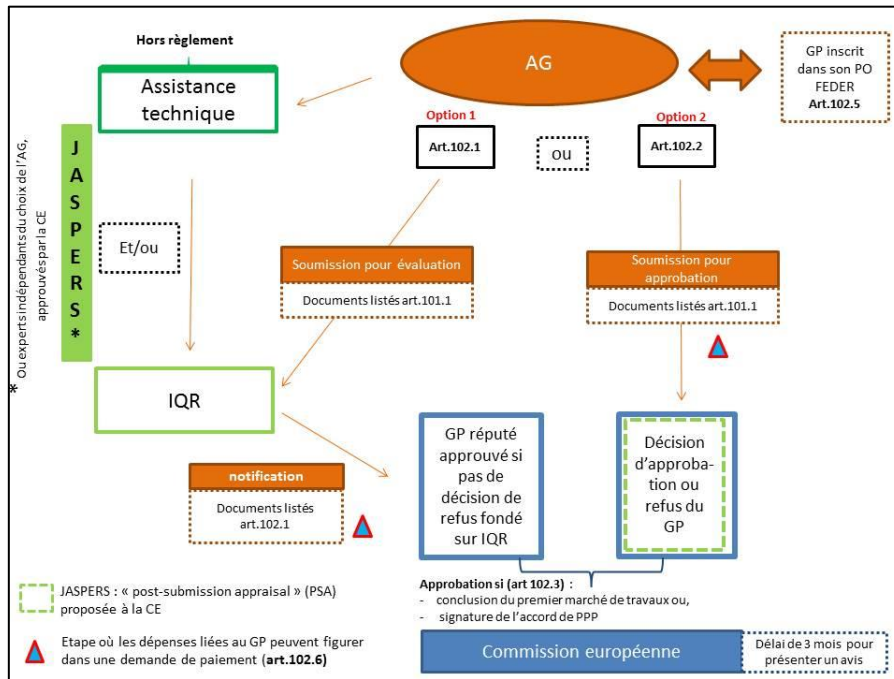 Hors règlement
Assistance
technique
AG
GP inscrit
dans son PO
FEDER
Art.102.5
Option 1
Art.102.1
ou
Option 2
Art.102.2
* Ou experts indépendants du choix de l'AG,
approuvés par la CE
JASPERS*
Et/ou
Soumission pour évaluation
Documents listés art.101.1
Soumission pour
approbation
Documents listés art.101.1
IQR
notification
Documents listés
art.102.1
GP réputé
approuvé si
pas de
décision de
refus fondé
sur IQR
Décision
d'approba-
tion ou
refus du
GP
JASPERS : « post-submission appraisal » (PSA)
proposée à la CE
Etape où les dépenses liées au GP peuvent figurer
dans une demande de paiement (art.102.6)
Approbation si (art 102.3) :
- conclusion du premier marché de travaux ou,
- signature de l'accord de PPP
Commission européenne
Délai de 3 mois pour
présenter un avis